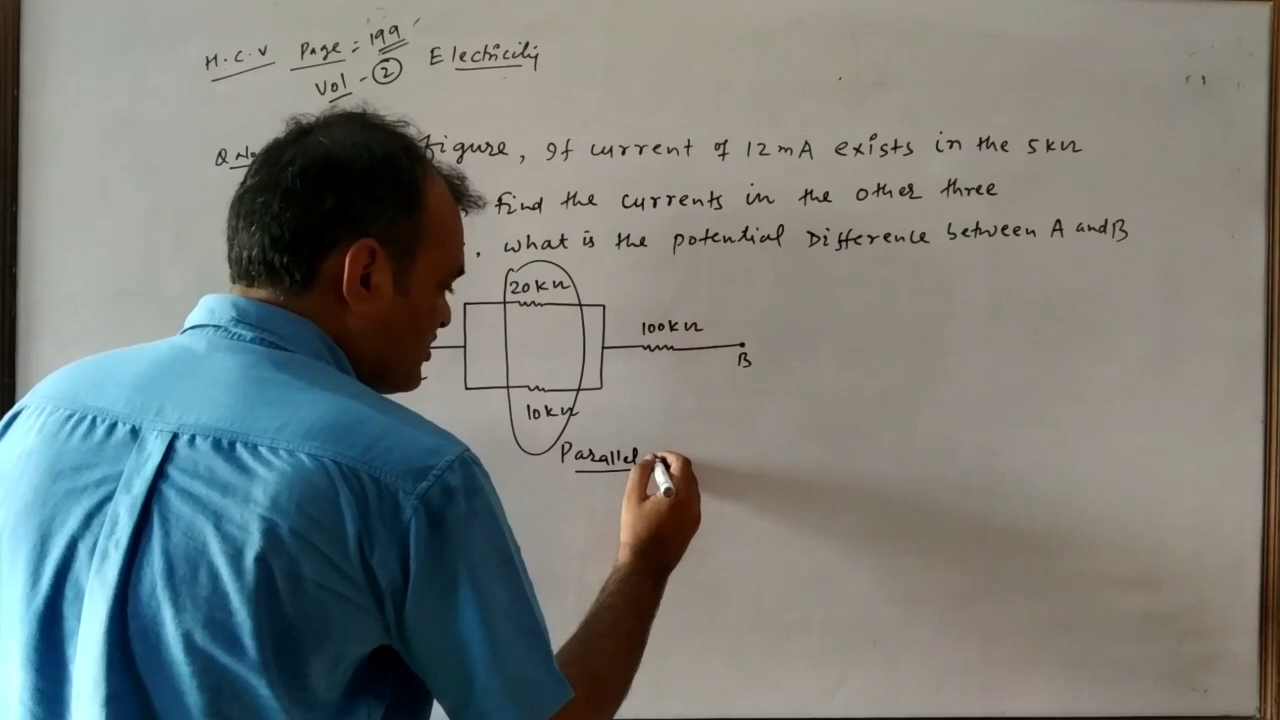 H.C.V Page = 199 Electricity
Vol - 2
Q No figure, If current of 12mA exists in the 5kΩ
find the currents in the other three
, what is the potential Difference between A and B
20kΩ
100kΩ
B
10kΩ
Parallel